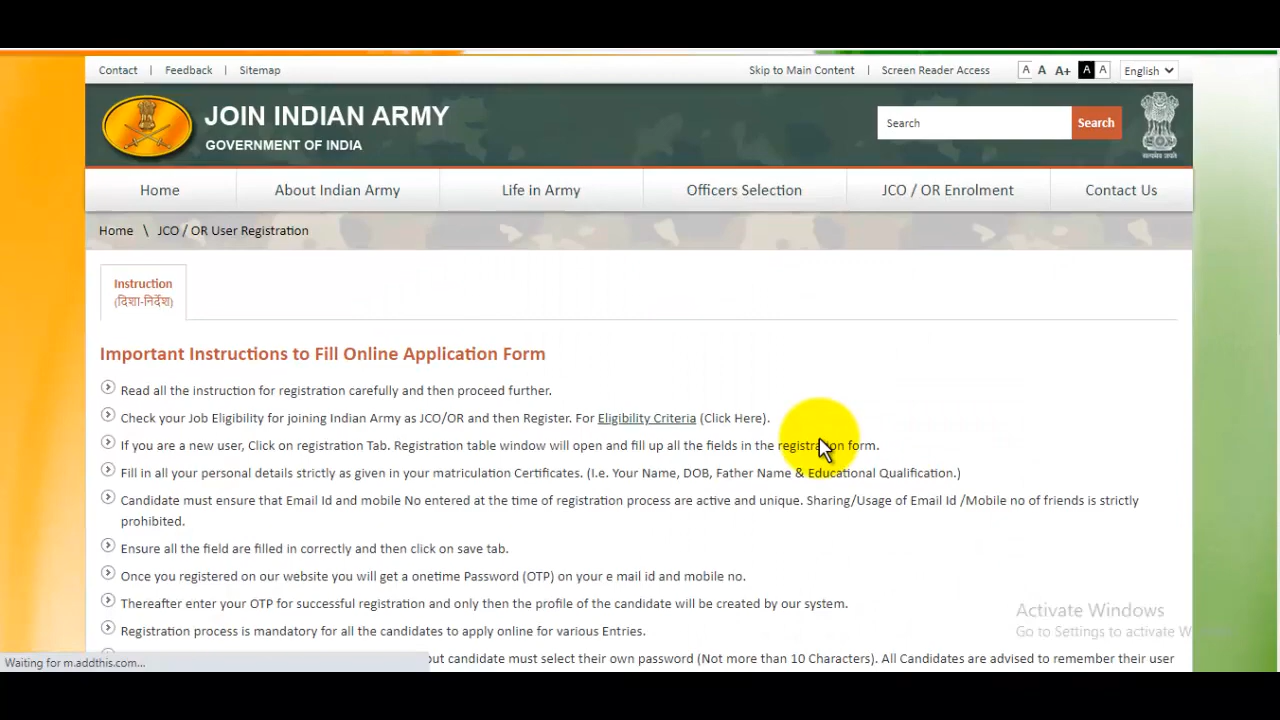 Contact | Feedback | Sitemap
Skip to Main Content | Screen Reader Access A A A+ A A English
JOIN INDIAN ARMY
GOVERNMENT OF INDIA
Search Search
सत्यमेव जयते
Home About Indian Army Life in Army Officers Selection JCO / OR Enrolment Contact Us
Home \ JCO / OR User Registration
Instruction
(दिशा-निर्देश)
Important Instructions to Fill Online Application Form
Read all the instruction for registration carefully and then proceed further.
Check your Job Eligibility for joining Indian Army as JCO/OR and then Register. For Eligibility Criteria (Click Here).
If you are a new user, Click on registration Tab. Registration table window will open and fill up all the fields in the registration form.
Fill in all your personal details strictly as given in your matriculation Certificates. (I.e. Your Name, DOB, Father Name & Educational Qualification.)
Candidate must ensure that Email Id and mobile No entered at the time of registration process are active and unique. Sharing/Usage of Email Id /Mobile no of friends is strictly
prohibited.
Ensure all the field are filled in correctly and then click on save tab.
Once you registered on our website you will get a onetime Password (OTP) on your e mail id and mobile no.
Thereafter enter your OTP for successful registration and only then the profile of the candidate will be created by our system.
Registration process is mandatory for all the candidates to apply online for various Entries.
but candidate must select their own password (Not more than 10 Characters). All Candidates are advised to remember their user
Activate Windows
Go to Settings to activate W
Waiting for m.addthis.com...